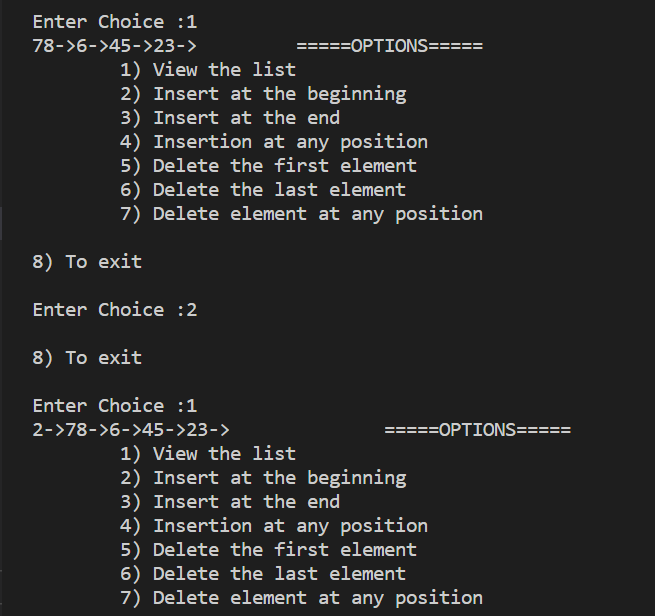 Enter Choice :1
78->6->45->23->         =====OPTIONS=====
        1) View the list
        2) Insert at the beginning
        3) Insert at the end
        4) Insertion at any position
        5) Delete the first element
        6) Delete the last element
        7) Delete element at any position
8) To exit
Enter Choice :2
8) To exit
Enter Choice :1
2->78->6->45->23->              =====OPTIONS=====
        1) View the list
        2) Insert at the beginning
        3) Insert at the end
        4) Insertion at any position
        5) Delete the first element
        6) Delete the last element
        7) Delete element at any position